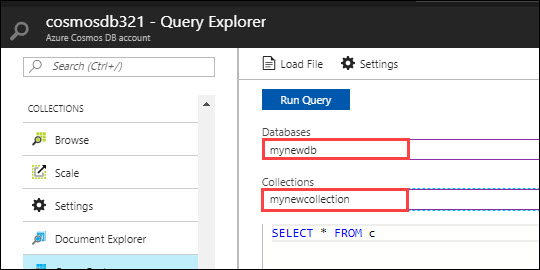 cosmosdb321 - Query Explorer
Azure Cosmos DB account
Search (Ctrl+/)
COLLECTIONS
Browse
Scale
Settings
Document Explorer
Load File
Settings
Run Query
Databases
mynewdb
Collections
mynewcollection
SELECT * FROM c